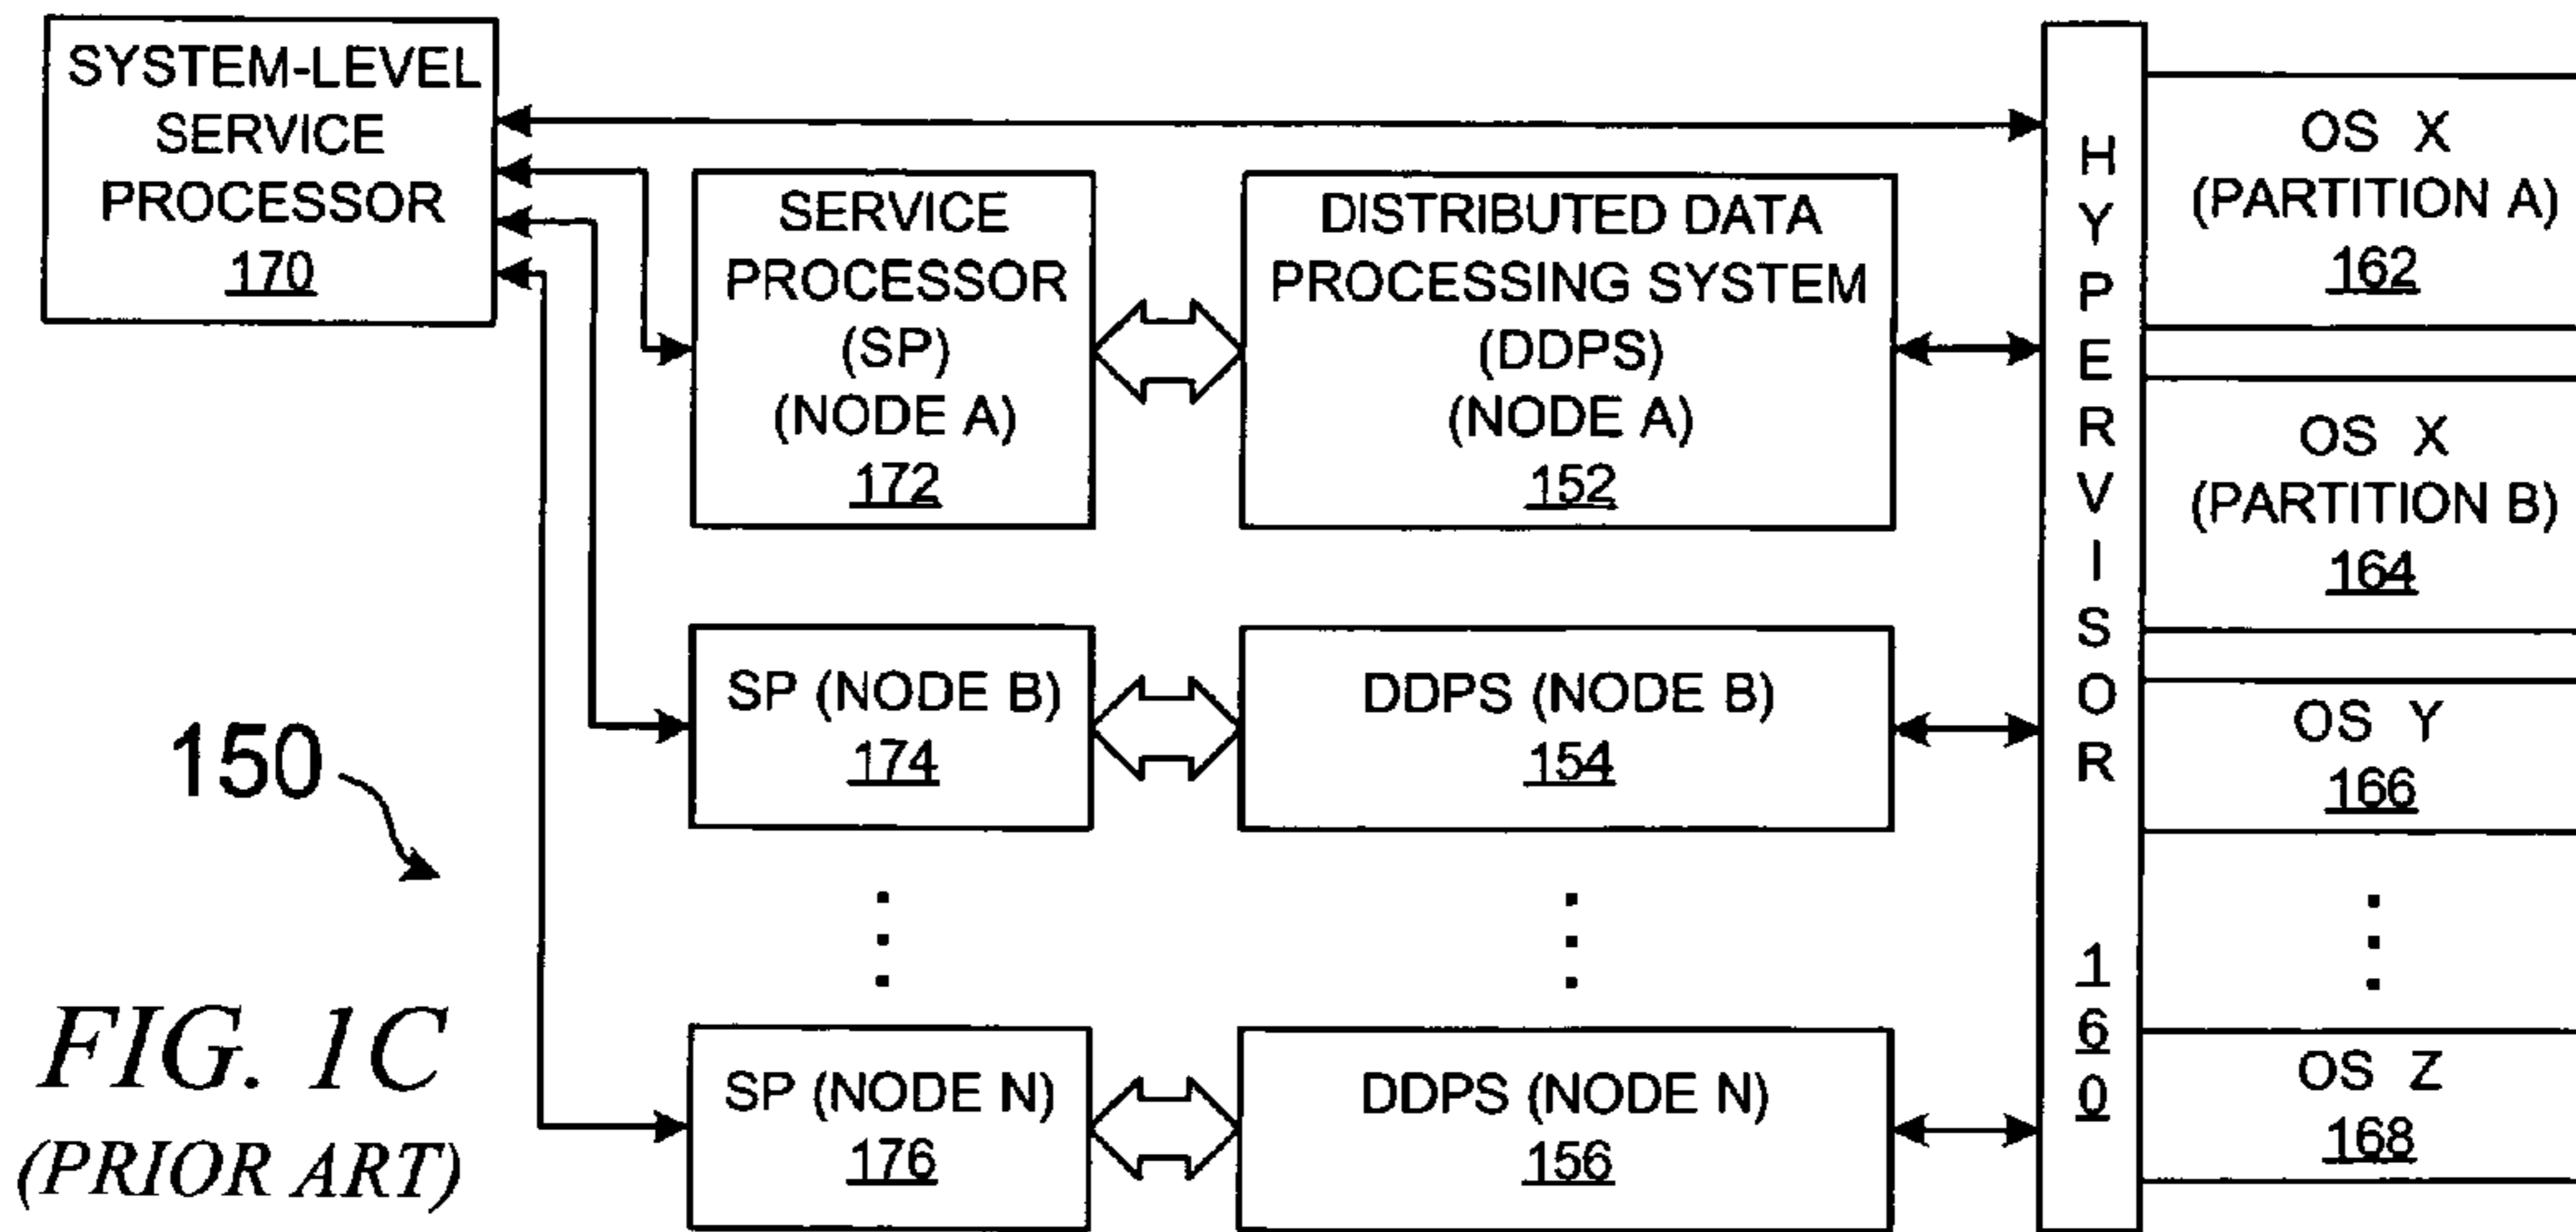 SYSTEM-LEVEL
SERVICE
PROCESSOR
170
SERVICE
PROCESSOR
(SP)
(NODE A)
172
DISTRIBUTED DATA
PROCESSING SYSTEM
(DDPS)
(NODE A)
152
HYPERVISOR 160
OS X
(PARTITION A)
162
OS X
(PARTITION B)
164
SP (NODE B)
174
DDPS (NODE B)
154
OS Y
166
150
SP (NODE N)
176
DDPS (NODE N)
156
OS Z
168
FIG. 1C
(PRIOR ART)